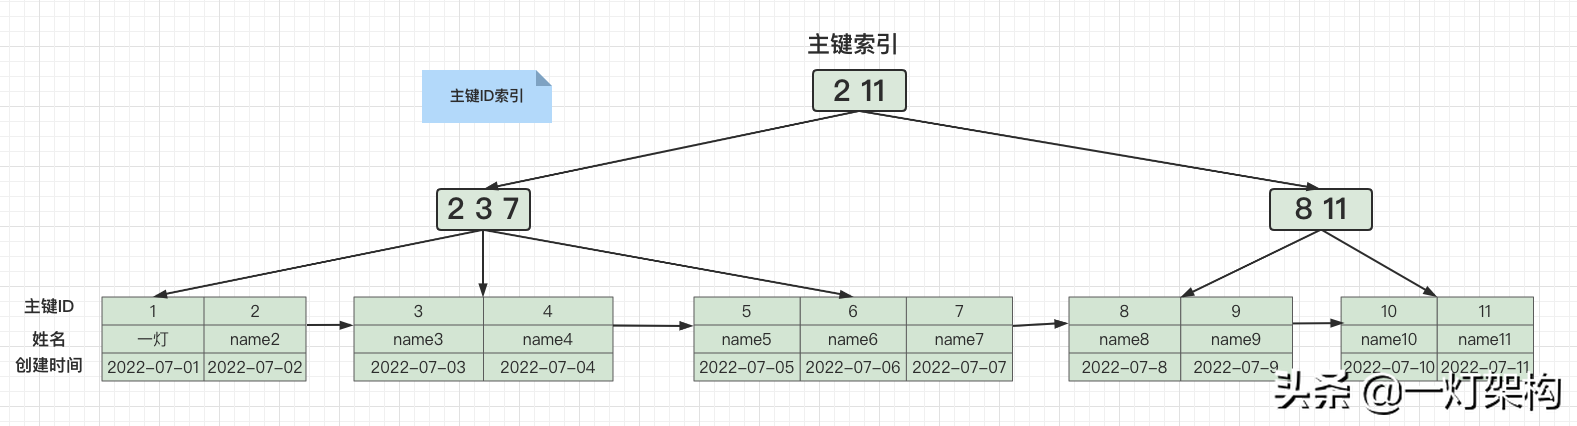 主键索引
主键ID索引
2 11
2 3 7
8 11
主键ID 1 2 3 4 5 6 7 8 9 10 11
姓名 一灯 name2 name3 name4 name5 name6 name7 name8 name9 name10 name11
创建时间 2022-07-01 2022-07-02 2022-07-03 2022-07-04 2022-07-05 2022-07-06 2022-07-07 2022-07-8 2022-07-9 2022-07-10 2022-07-11
头条 @一灯架构